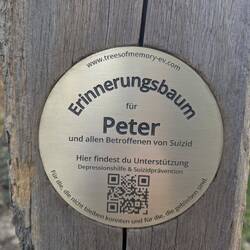 www.treesofmemory-ev.com
Erinnerungsbaum
für
Peter
und allen Betroffenen von Suizid
Hier findest du Unterstützung
Depressionshilfe & Suizidprävention
Für die, die nicht bleiben konnten und für die, die geblieben sind.